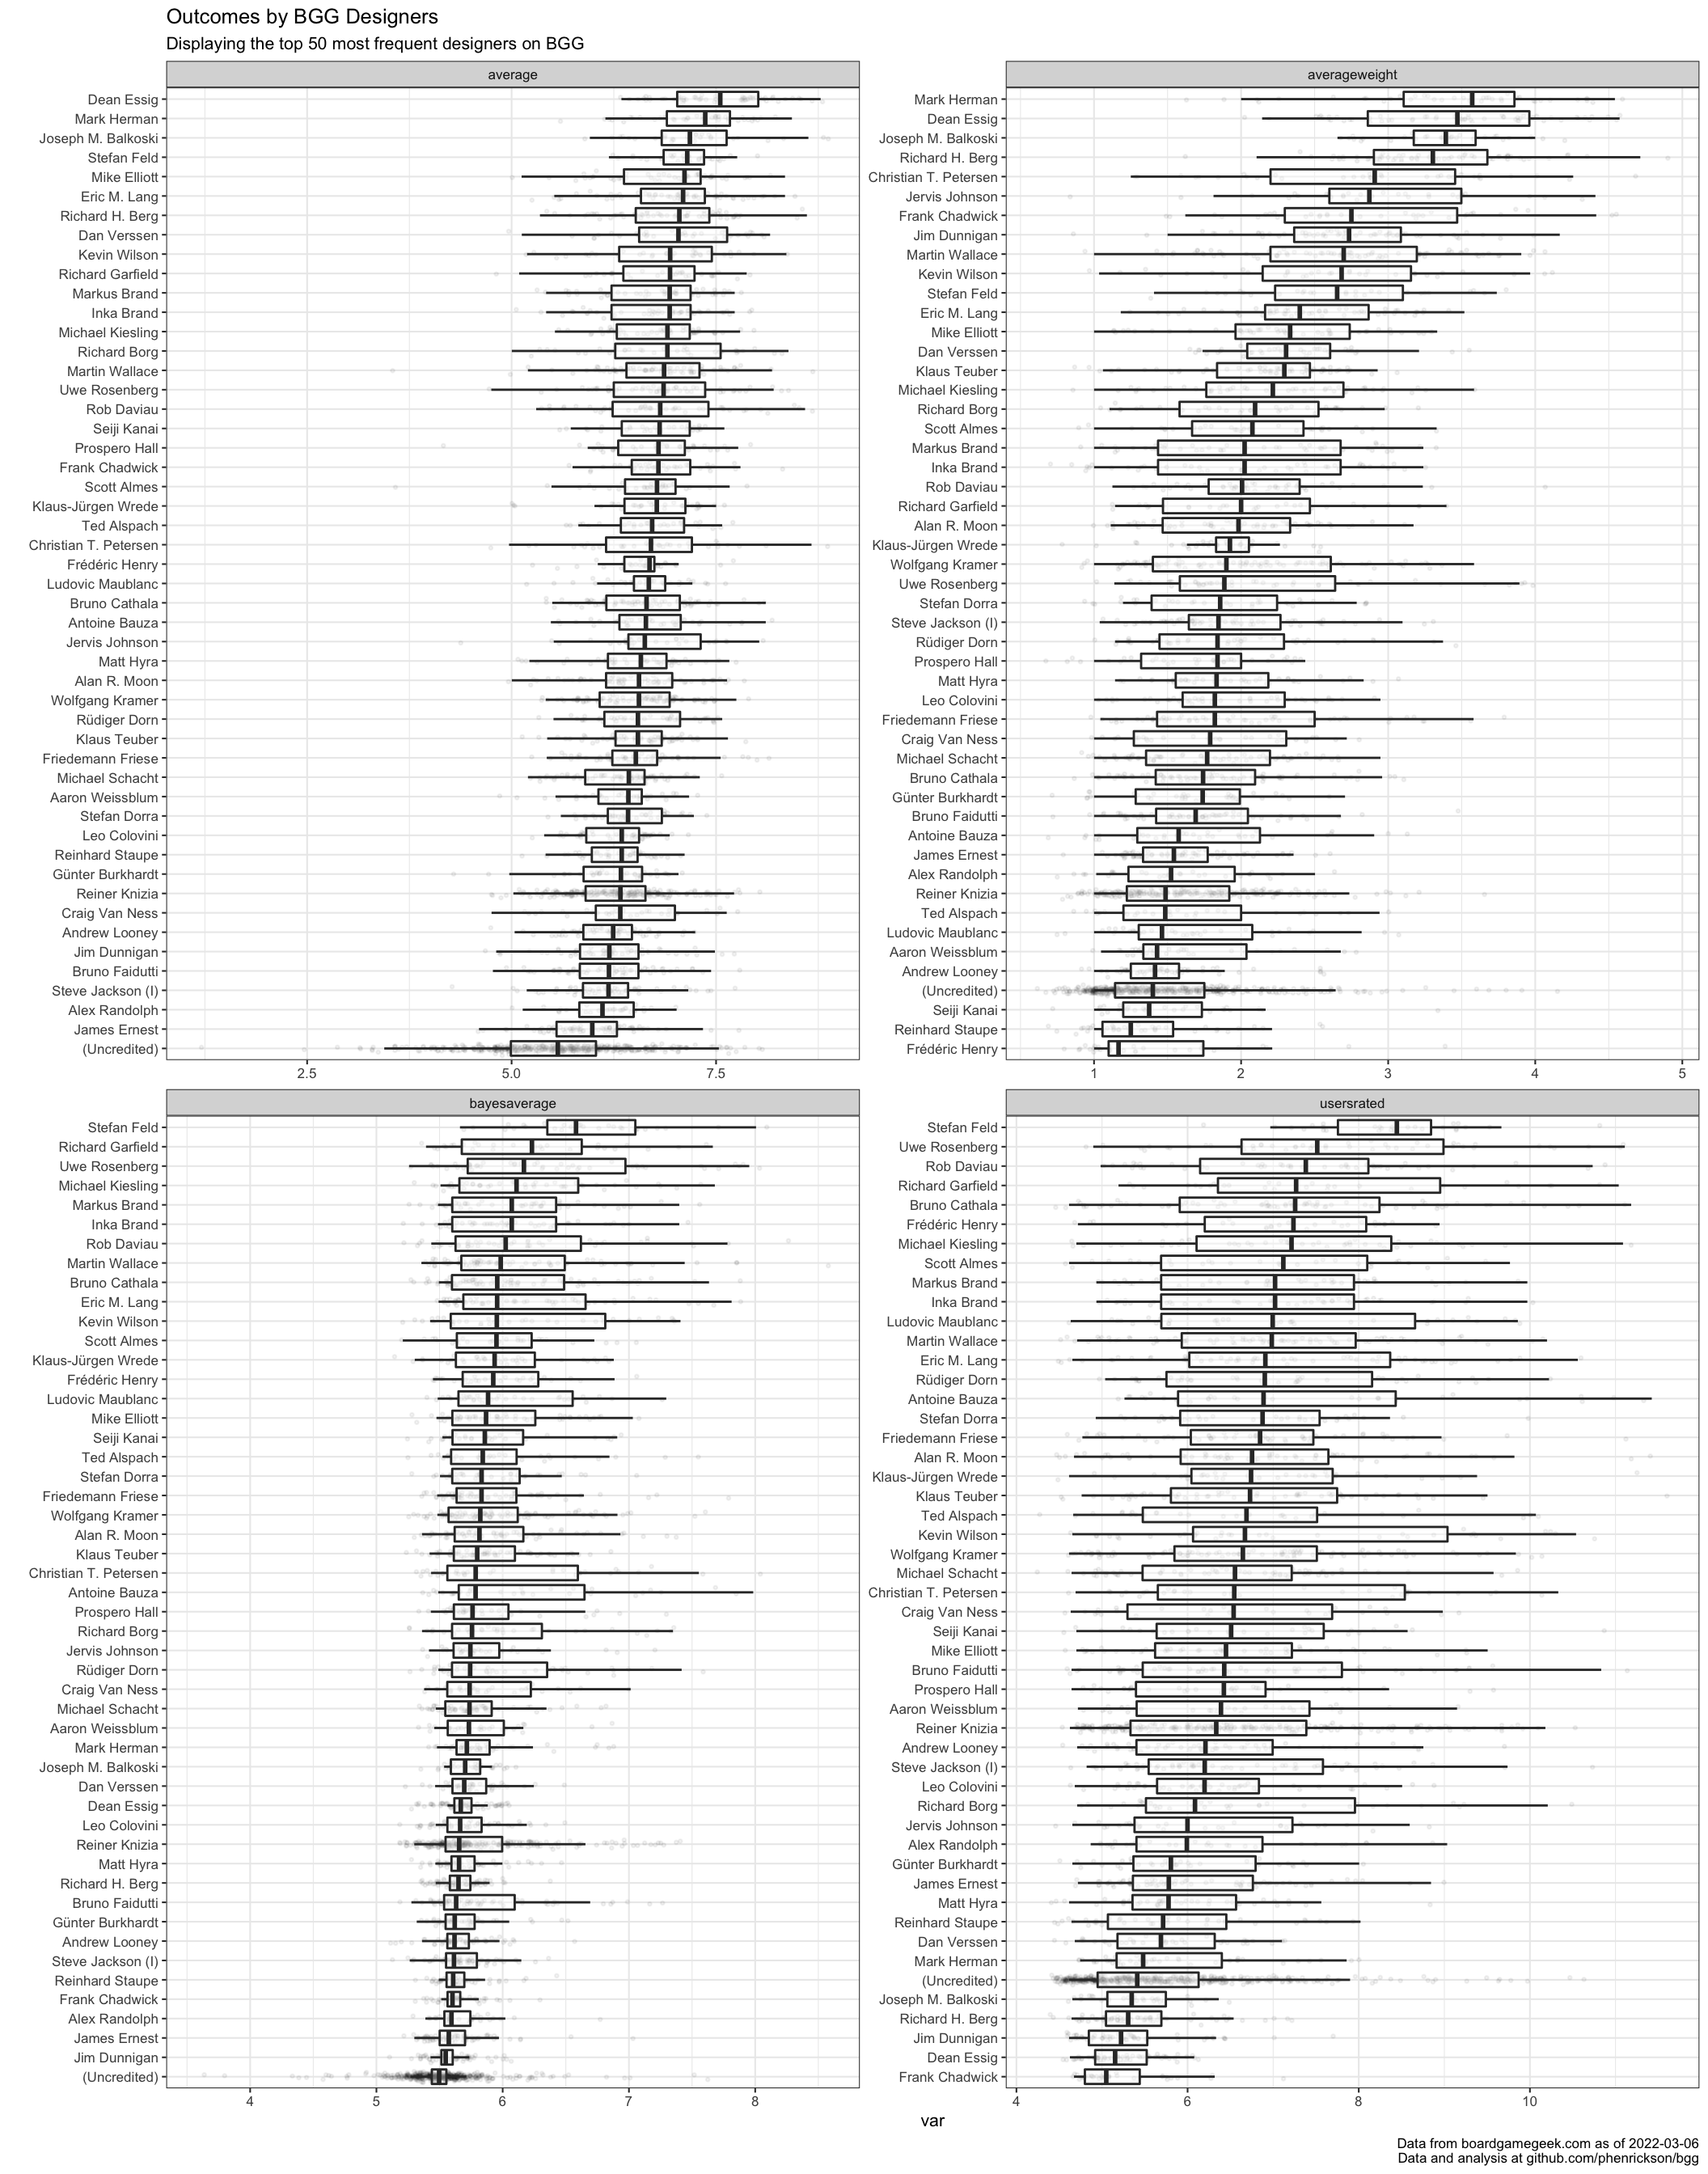 Outcomes by BGG Designers
Displaying the top 50 most frequent designers on BGG
average
Dean Essig
Mark Herman
Joseph M. Balkoski
Stefan Feld
Mike Elliott
Eric M. Lang
Richard H. Berg
Dan Verssen
Kevin Wilson
Richard Garfield
Markus Brand
Inka Brand
Michael Kiesling
Richard Borg
Martin Wallace
Uwe Rosenberg
Rob Daviau
Seiji Kanai
Prospero Hall
Frank Chadwick
Scott Almes
Klaus-Jürgen Wrede
Ted Alspach
Christian T. Petersen
Frédéric Henry
Ludovic Maublanc
Bruno Cathala
Antoine Bauza
Jervis Johnson
Matt Hyra
Alan R. Moon
Wolfgang Kramer
Rüdiger Dorn
Klaus Teuber
Friedemann Friese
Michael Schacht
Aaron Weissblum
Stefan Dorra
Leo Colovini
Reinhard Staupe
Günter Burkhardt
Reiner Knizia
Craig Van Ness
Andrew Looney
Jim Dunnigan
Bruno Faidutti
Steve Jackson (I)
Alex Randolph
James Ernest
(Uncredited)
2.5 5.0 7.5
averageweight
Mark Herman
Dean Essig
Joseph M. Balkoski
Richard H. Berg
Christian T. Petersen
Jervis Johnson
Frank Chadwick
Jim Dunnigan
Martin Wallace
Kevin Wilson
Stefan Feld
Eric M. Lang
Mike Elliott
Dan Verssen
Klaus Teuber
Michael Kiesling
Richard Borg
Scott Almes
Markus Brand
Inka Brand
Rob Daviau
Richard Garfield
Alan R. Moon
Klaus-Jürgen Wrede
Wolfgang Kramer
Uwe Rosenberg
Stefan Dorra
Steve Jackson (I)
Rüdiger Dorn
Prospero Hall
Matt Hyra
Leo Colovini
Friedemann Friese
Craig Van Ness
Michael Schacht
Bruno Cathala
Günter Burkhardt
Bruno Faidutti
Antoine Bauza
James Ernest
Alex Randolph
Reiner Knizia
Ted Alspach
Ludovic Maublanc
Aaron Weissblum
Andrew Looney
(Uncredited)
Seiji Kanai
Reinhard Staupe
Frédéric Henry
1 2 3 4 5
bayesaverage
Stefan Feld
Richard Garfield
Uwe Rosenberg
Michael Kiesling
Markus Brand
Inka Brand
Rob Daviau
Martin Wallace
Bruno Cathala
Eric M. Lang
Kevin Wilson
Scott Almes
Klaus-Jürgen Wrede
Frédéric Henry
Ludovic Maublanc
Mike Elliott
Seiji Kanai
Ted Alspach
Stefan Dorra
Friedemann Friese
Wolfgang Kramer
Alan R. Moon
Klaus Teuber
Christian T. Petersen
Antoine Bauza
Prospero Hall
Richard Borg
Jervis Johnson
Rüdiger Dorn
Craig Van Ness
Michael Schacht
Aaron Weissblum
Mark Herman
Joseph M. Balkoski
Dan Verssen
Dean Essig
Leo Colovini
Reiner Knizia
Matt Hyra
Richard H. Berg
Bruno Faidutti
Günter Burkhardt
Andrew Looney
Steve Jackson (I)
Reinhard Staupe
Frank Chadwick
Alex Randolph
James Ernest
Jim Dunnigan
(Uncredited)
4 5 6 7 8
usersrated
Stefan Feld
Uwe Rosenberg
Rob Daviau
Richard Garfield
Bruno Cathala
Frédéric Henry
Michael Kiesling
Scott Almes
Markus Brand
Inka Brand
Ludovic Maublanc
Martin Wallace
Eric M. Lang
Rüdiger Dorn
Antoine Bauza
Stefan Dorra
Friedemann Friese
Alan R. Moon
Klaus-Jürgen Wrede
Klaus Teuber
Ted Alspach
Kevin Wilson
Wolfgang Kramer
Michael Schacht
Christian T. Petersen
Craig Van Ness
Seiji Kanai
Mike Elliott
Bruno Faidutti
Prospero Hall
Aaron Weissblum
Reiner Knizia
Andrew Looney
Steve Jackson (I)
Leo Colovini
Richard Borg
Jervis Johnson
Alex Randolph
Günter Burkhardt
James Ernest
Matt Hyra
Reinhard Staupe
Dan Verssen
Mark Herman
(Uncredited)
Joseph M. Balkoski
Richard H. Berg
Jim Dunnigan
Dean Essig
Frank Chadwick
4 6 8 10
var
Data from boardgamegeek.com as of 2022-03-06
Data and analysis at github.com/phenrickson/bgg